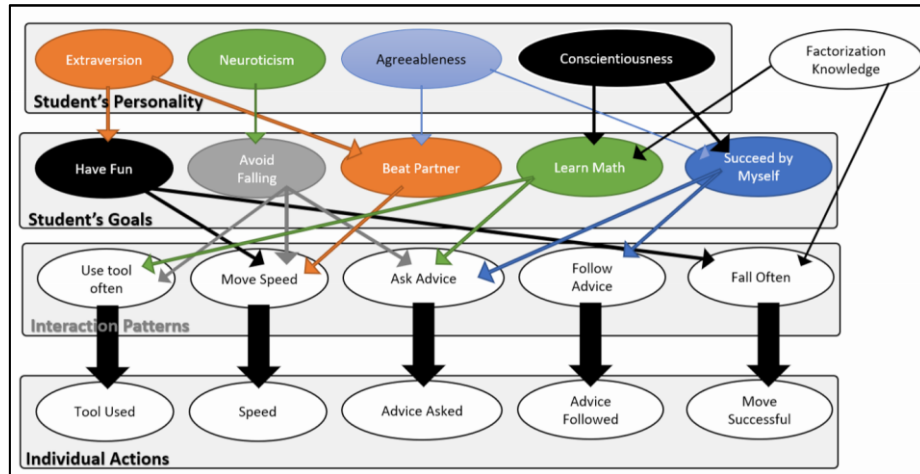 Extraversion
Neuroticism
Agreeableness
Conscientiousness
Factorization
Knowledge
Student's Personality
Have Fun
Avoid
Falling
Beat Partner
Learn Math
Succeed by
Myself
Student's Goals
Use tool
often
Move Speed
Ask Advice
Follow
Advice
Fall Often
Interaction Patterns
Tool Used
Speed
Advice Asked
Advice
Followed
Move
Successful
Individual Actions